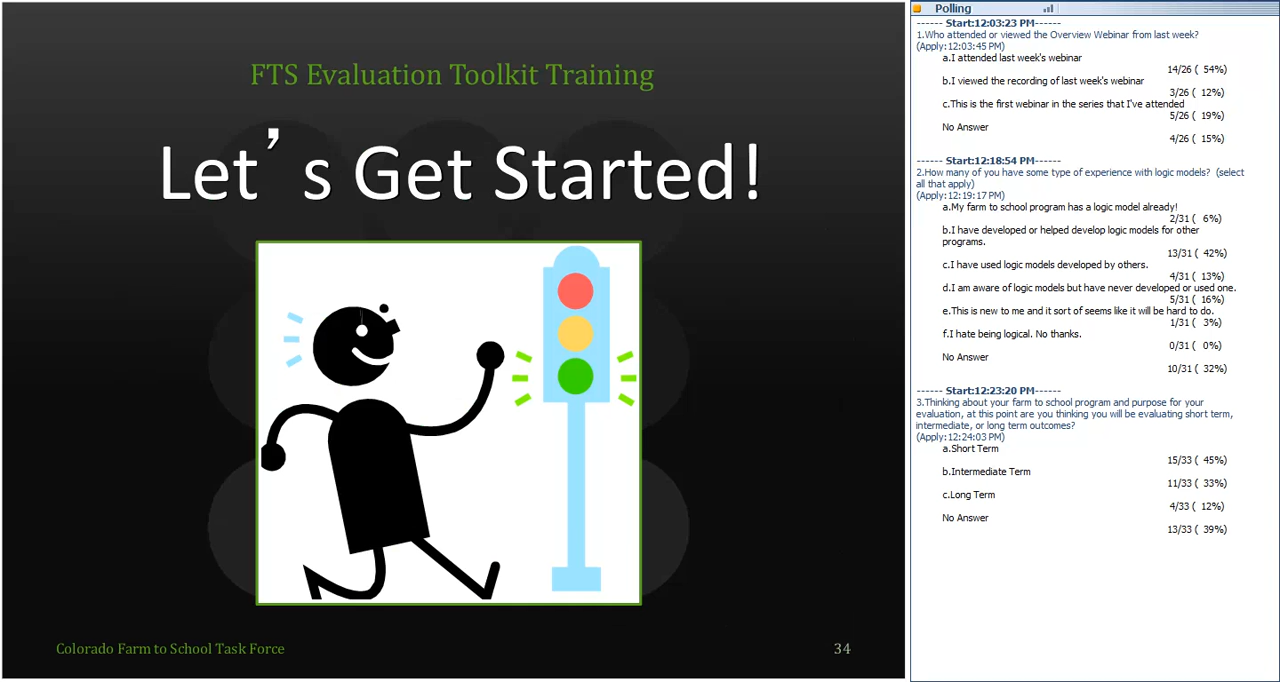 FTS Evaluation Toolkit Training
Let’s Get Started!
Colorado Farm to School Task Force
34
Polling
------ Start:12:03:23 PM------
1.Who attended or viewed the Overview Webinar from last week?
(Apply:12:03:45 PM)
a.I attended last week's webinar
14/26 ( 54%)
b.I viewed the recording of last week's webinar
3/26 ( 12%)
c.This is the first webinar in the series that I've attended
5/26 ( 19%)
No Answer
4/26 ( 15%)
------ Start:12:18:54 PM------
2.How many of you have some type of experience with logic models? (select
all that apply)
(Apply:12:19:17 PM)
a.My farm to school program has a logic model already!
2/31 ( 6%)
b.I have developed or helped develop logic models for other
programs.
13/31 ( 42%)
c.I have used logic models developed by others.
4/31 ( 13%)
d.I am aware of logic models but have never developed or used one.
5/31 ( 16%)
e.This is new to me and it sort of seems like it will be hard to do.
1/31 ( 3%)
f.I hate being logical. No thanks.
0/31 ( 0%)
No Answer
10/31 ( 32%)
------ Start:12:23:20 PM------
3.Thinking about your farm to school program and purpose for your
evaluation, at this point are you thinking you will be evaluating short term,
intermediate, or long term outcomes?
(Apply:12:24:03 PM)
a.Short Term
15/33 ( 45%)
b.Intermediate Term
11/33 ( 33%)
c.Long Term
4/33 ( 12%)
No Answer
13/33 ( 39%)